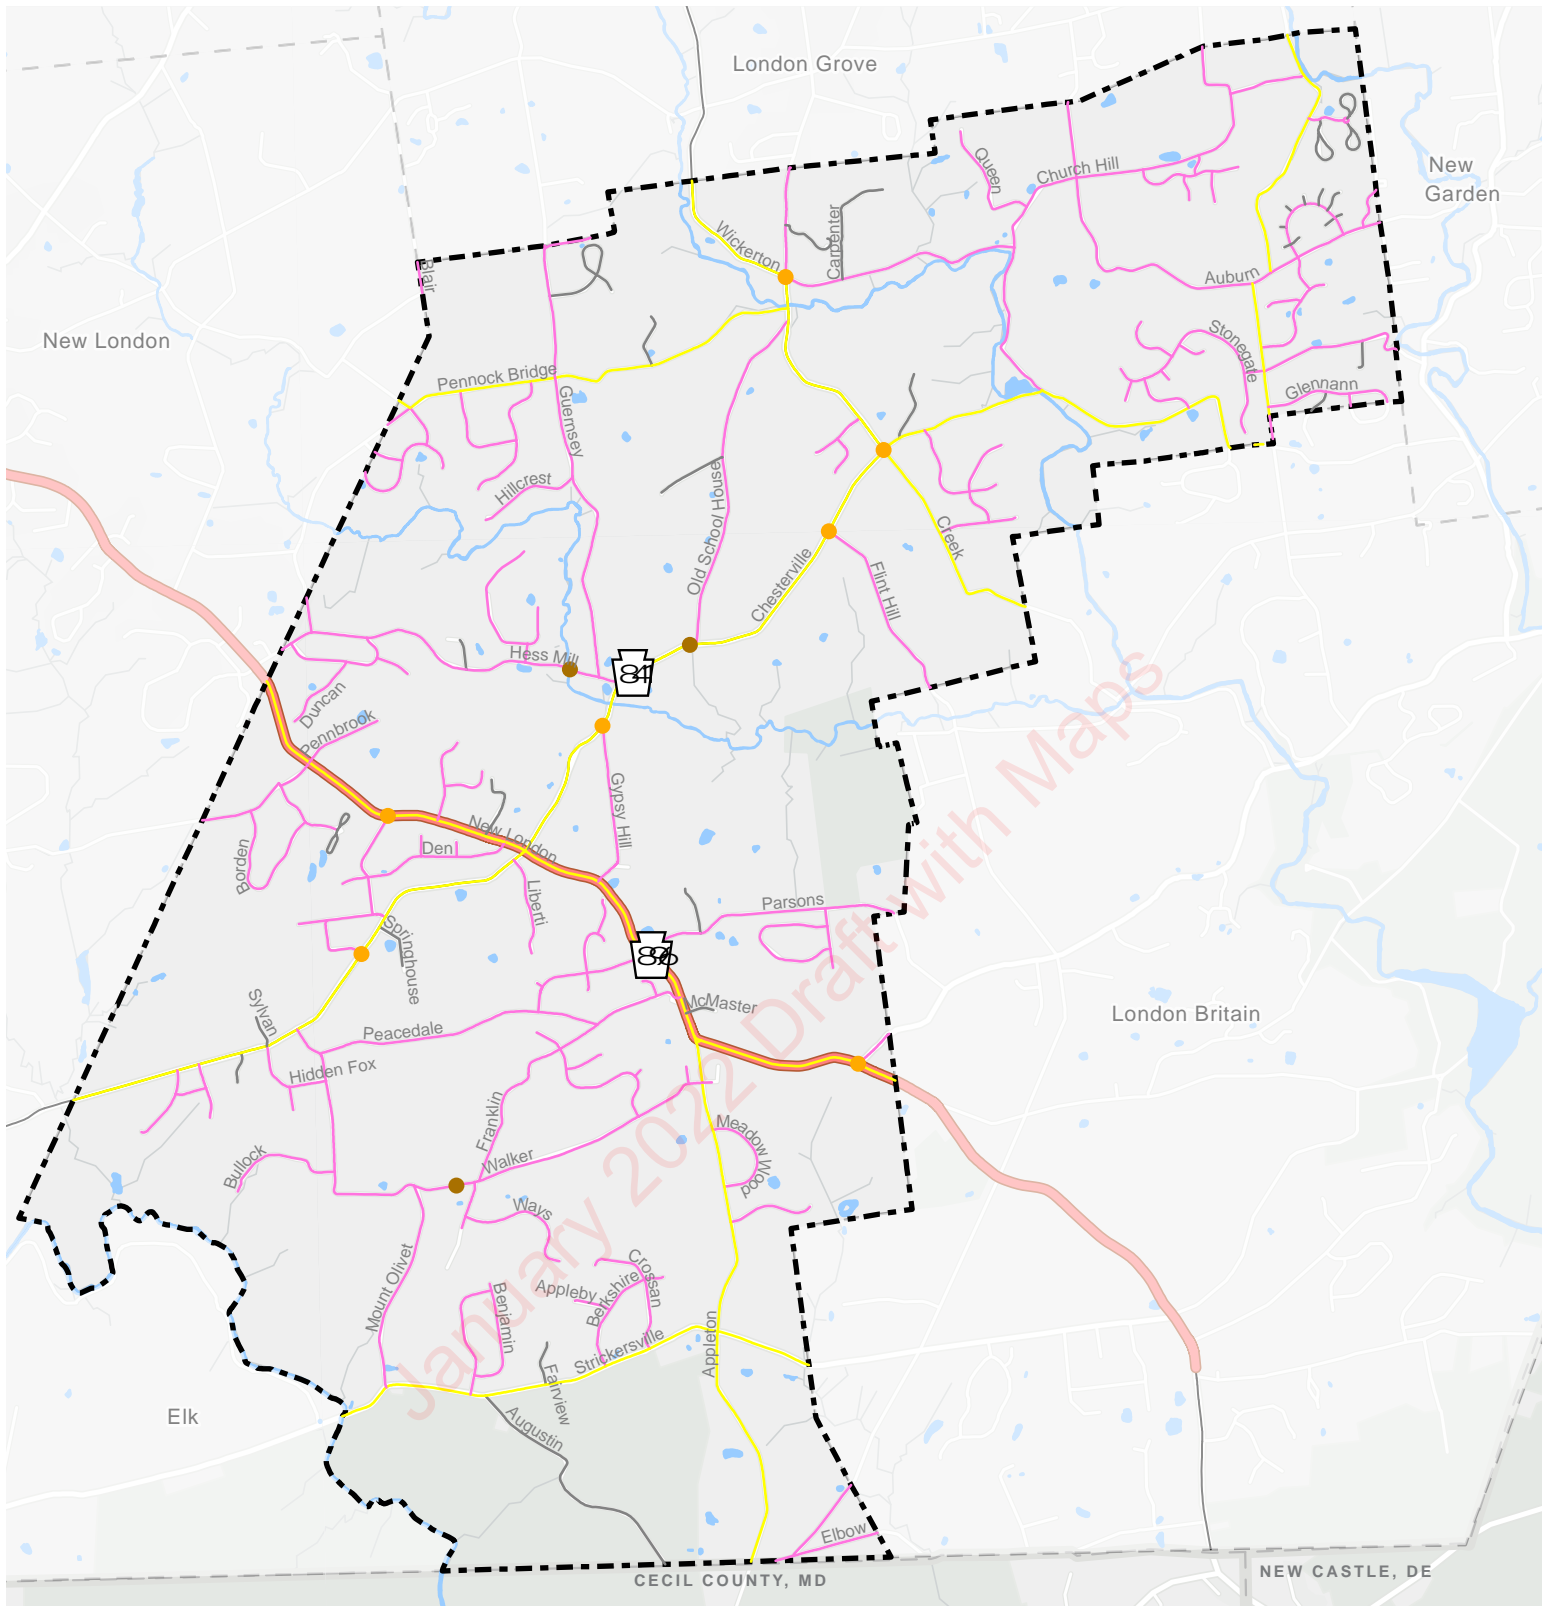 London Grove
New
Garden
Queen
Church Hill
Carpenter
Wickerton
Blair
Auburn
New London
Stonegate
Pennock Bridge
Glennann
Guernsey
Hillcrest
Old School House
Creek
Chesterville
Flint Hill
Hess Mill
84
Duncan
Pennbrook
Gypsy Hill
New London
Den
Borden
Liberti
Parsons
Springhouse
896
Sylvan
McMaster
London Britain
Peacedale
Hidden Fox
Franklin
Meadow Wood
Walker
Bullock
Ways
Mount Olivet
Crossan
Appleby
Berkshire
Benjamin
Appleton
Strickersville
Fairview
Elk
Augustin
Elbow
January 2022 Draft with Maps
CECIL COUNTY, MD
NEW CASTLE, DE